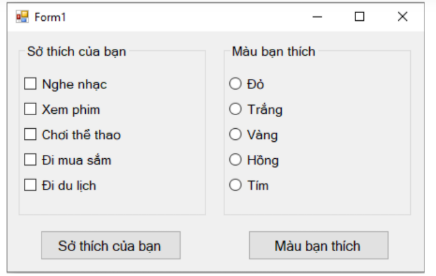 Form1
Sở thích của bạn
Nghe nhạc
Xem phim
Chơi thể thao
Đi mua sắm
Đi du lịch
Màu bạn thích
Đỏ
Trắng
Vàng
Hồng
Tím
Sở thích của bạn
Màu bạn thích